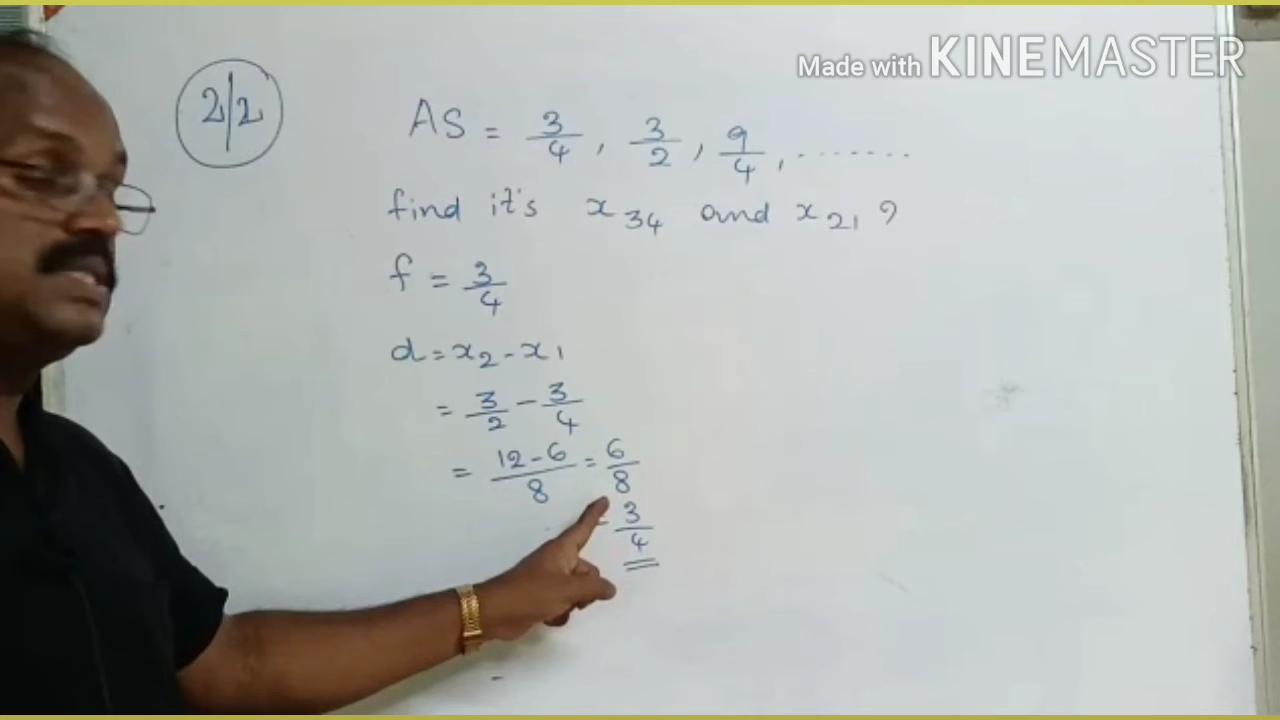 Made with KINEMASTER
2/2
AS = 3/4, 3/2, 9/4, .......
find it's x34 and x21 ?
f = 3/4
d = x2 - x1
= 3/2 - 3/4
= 12-6/8 = 6/8
= 3/4